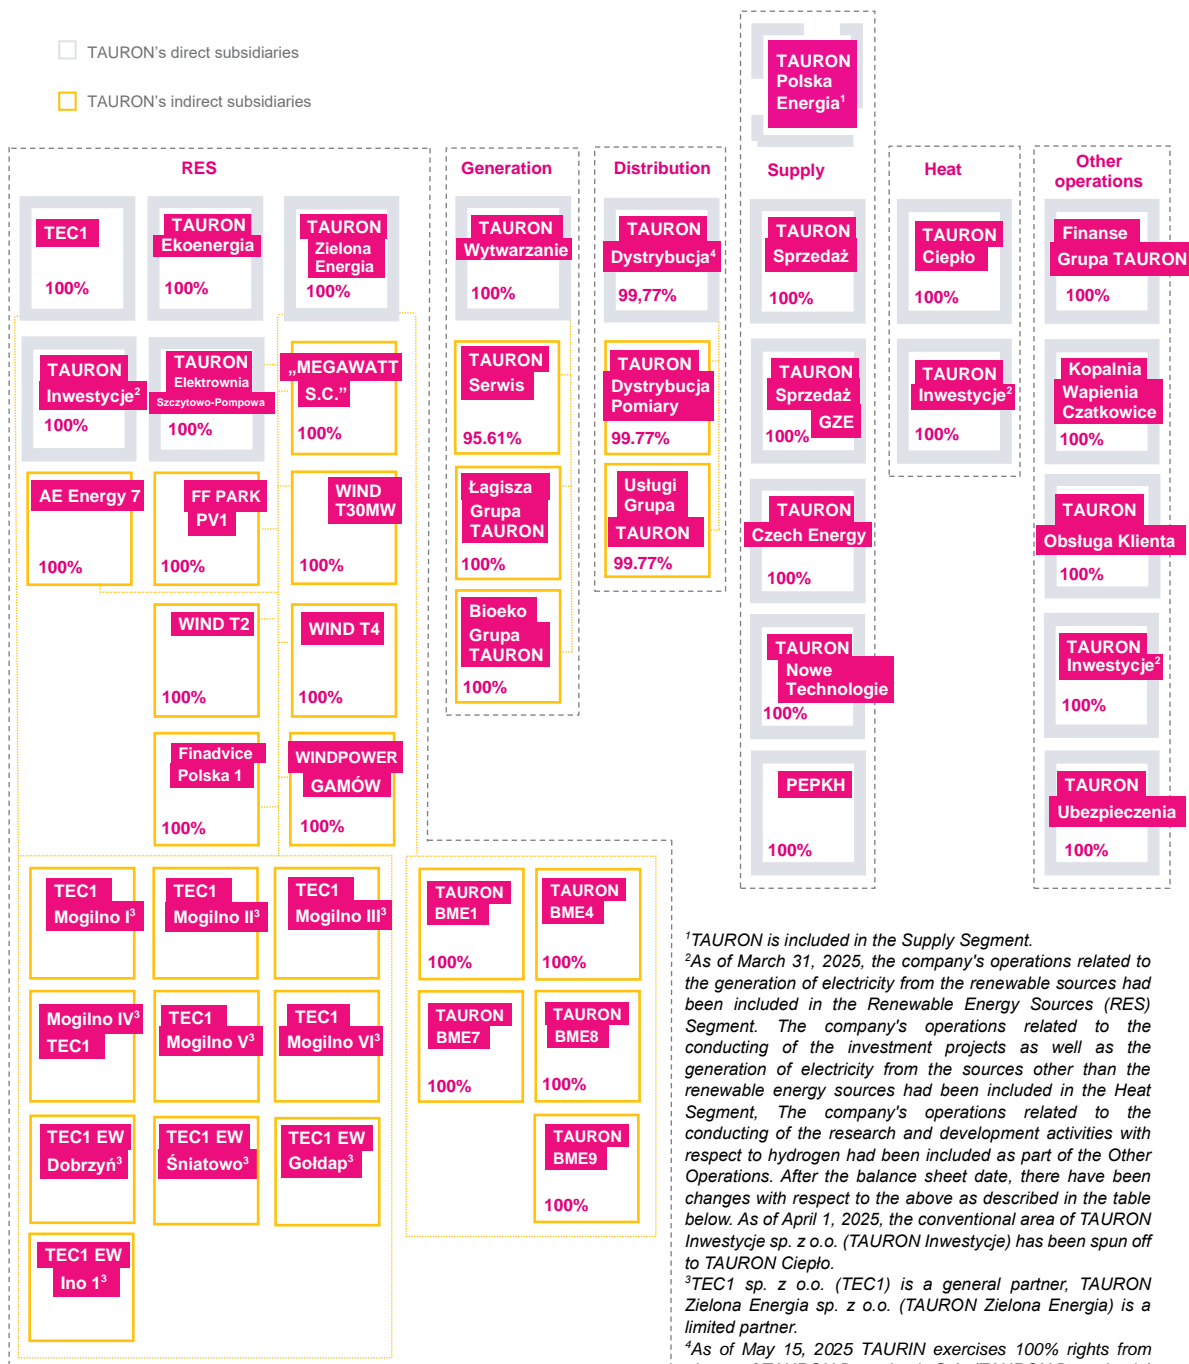 TAURON's direct subsidiaries
TAURON's indirect subsidiaries
TAURON
Polska
Energia¹
RES
Generation
Distribution
Supply
Heat
Other
operations
TEC1
100%
TAURON
Ekoenergia
100%
TAURON
Zielona
Energia
100%
TAURON
Wytwarzanie
100%
TAURON
Dystrybucja⁴
99,77%
TAURON
Sprzedaż
100%
TAURON
Ciepło
100%
Finanse
Grupa TAURON
100%
TAURON
Inwestycje²
100%
TAURON
Elektrownia
Szczytowo-Pompowa
100%
„MEGAWATT
S.C.”
100%
TAURON
Serwis
95.61%
TAURON
Dystrybucja
Pomiary
99.77%
TAURON
Sprzedaż
GZE
100%
TAURON
Inwestycje²
100%
Kopalnia
Wapienia
Czatkowice
100%
AE Energy 7
100%
FF PARK
PV1
100%
WIND
T30MW
100%
Łagisza
Grupa
TAURON
100%
Usługi
Grupa
TAURON
99.77%
TAURON
Czech Energy
100%
TAURON
Obsługa Klienta
100%
WIND T2
100%
WIND T4
100%
Bioeko
Grupa
TAURON
100%
TAURON
Nowe
Technologie
100%
TAURON
Inwestycje²
100%
Finadvice
Polska 1
100%
WINDPOWER
GAMÓW
100%
PEPKH
100%
TAURON
Ubezpieczenia
100%
TEC1
Mogilno I³
TEC1
Mogilno II³
TEC1
Mogilno III³
TAURON
BME1
100%
TAURON
BME4
100%
Mogilno IV³
TEC1
TEC1
Mogilno V³
TEC1
Mogilno VI³
TAURON
BME7
100%
TAURON
BME8
100%
TEC1 EW
Dobrzyń³
TEC1 EW
Śniatowo³
TEC1 EW
Gołdap³
TAURON
BME9
100%
TEC1 EW
Ino 1³
¹TAURON is included in the Supply Segment.
²As of March 31, 2025, the company's operations related to
the generation of electricity from the renewable sources had
been included in the Renewable Energy Sources (RES)
Segment. The company's operations related to the
conducting of the investment projects as well as the
generation of electricity from the sources other than the
renewable energy sources had been included in the Heat
Segment, The company's operations related to the
conducting of the research and development activities with
respect to hydrogen had been included as part of the Other
Operations. After the balance sheet date, there have been
changes with respect to the above as described in the table
below. As of April 1, 2025, the conventional area of TAURON
Inwestycje sp. z o.o. (TAURON Inwestycje) has been spun off
to TAURON Ciepło.
³TEC1 sp. z o.o. (TEC1) is a general partner, TAURON
Zielona Energia sp. z o.o. (TAURON Zielona Energia) is a
limited partner.
⁴As of May 15, 2025 TAURIN exercises 100% rights from